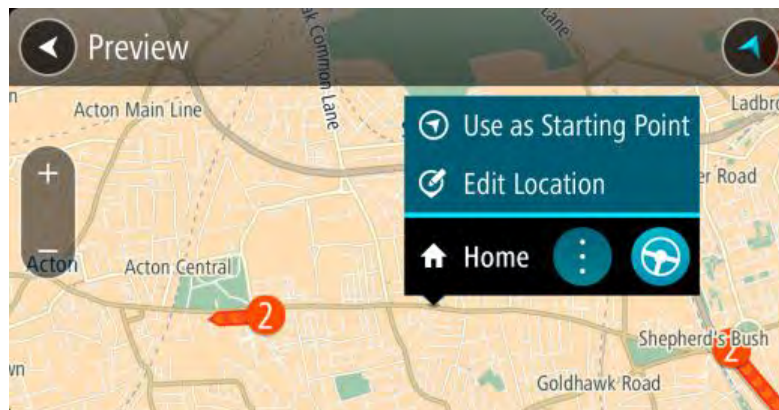 Preview
Common Lane
Acton Main Line
Use as Starting Point
Edit Location
Home
Acton
Acton Central
2
Shepherd's Bush
2
Goldhawk Road
Road